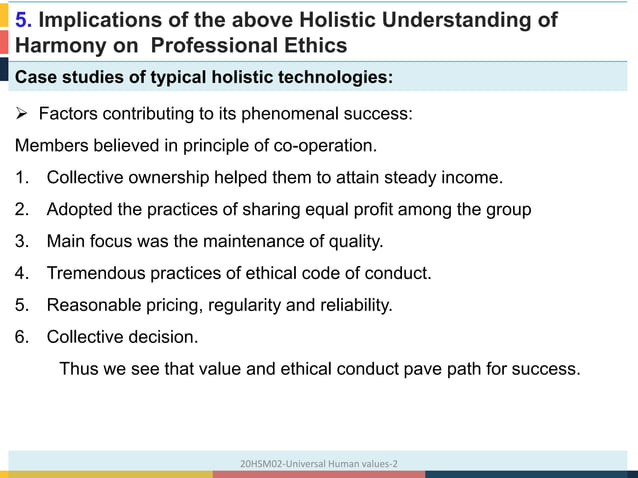 5. Implications of the above Holistic Understanding of
Harmony on Professional Ethics
Case studies of typical holistic technologies:
➢ Factors contributing to its phenomenal success:
Members believed in principle of co-operation.
1. Collective ownership helped them to attain steady income.
2. Adopted the practices of sharing equal profit among the group
3. Main focus was the maintenance of quality.
4. Tremendous practices of ethical code of conduct.
5. Reasonable pricing, regularity and reliability.
6. Collective decision.
Thus we see that value and ethical conduct pave path for success.
20HSM02-Universal Human values-2